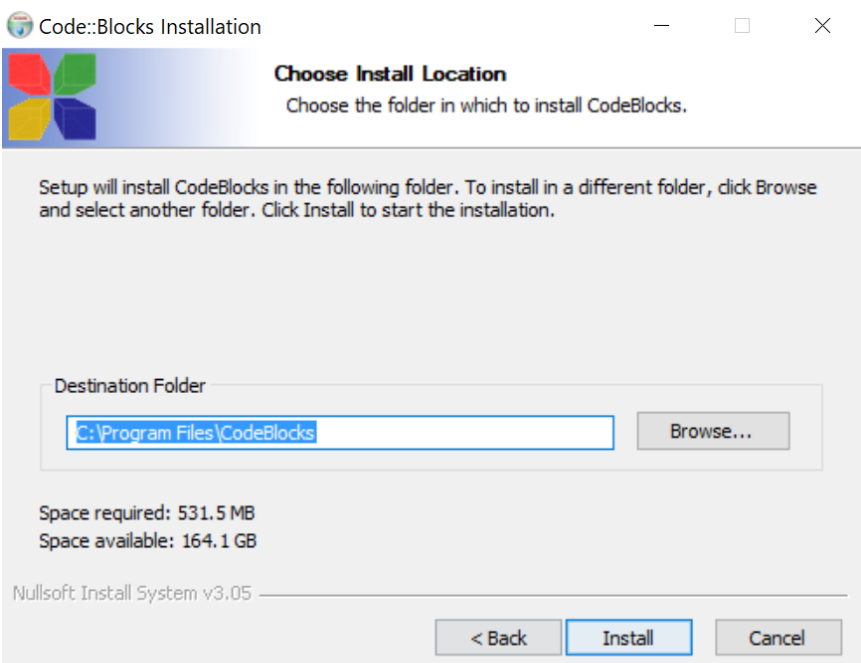 Code::Blocks Installation
Choose Install Location
Choose the folder in which to install CodeBlocks.
Setup will install CodeBlocks in the following folder. To install in a different folder, click Browse
and select another folder. Click Install to start the installation.
Destination Folder
C:\Program Files\CodeBlocks
Browse...
Space required: 531.5 MB
Space available: 164.1 GB
Nullsoft Install System v3.05
< Back
Install
Cancel